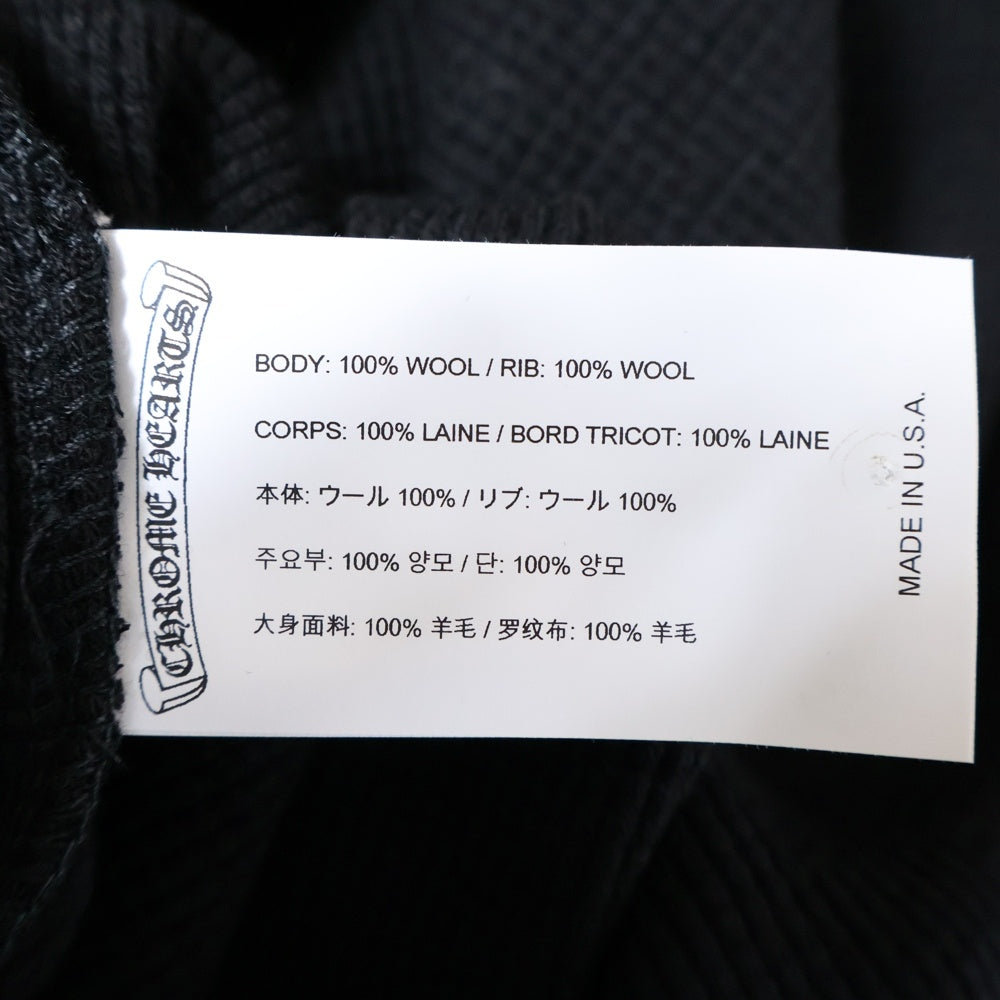 CHROME HEARTS
BODY: 100% WOOL / RIB: 100% WOOL
CORPS: 100% LAINE / BORD TRICOT: 100% LAINE
本体: ウール 100% / リブ: ウール 100%
주요부: 100% 양모 / 단: 100% 양모
大身面料: 100% 羊毛 / 罗纹布: 100% 羊毛
MADE IN U.S.A.